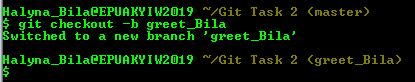 Halyna_Bila@EPUAKYIW2019 ~/Git Task 2 (master)
$ git checkout -b greet_Bila
Switched to a new branch 'greet_Bila'

Halyna_Bila@EPUAKYIW2019 ~/Git Task 2 (greet_Bila)
$